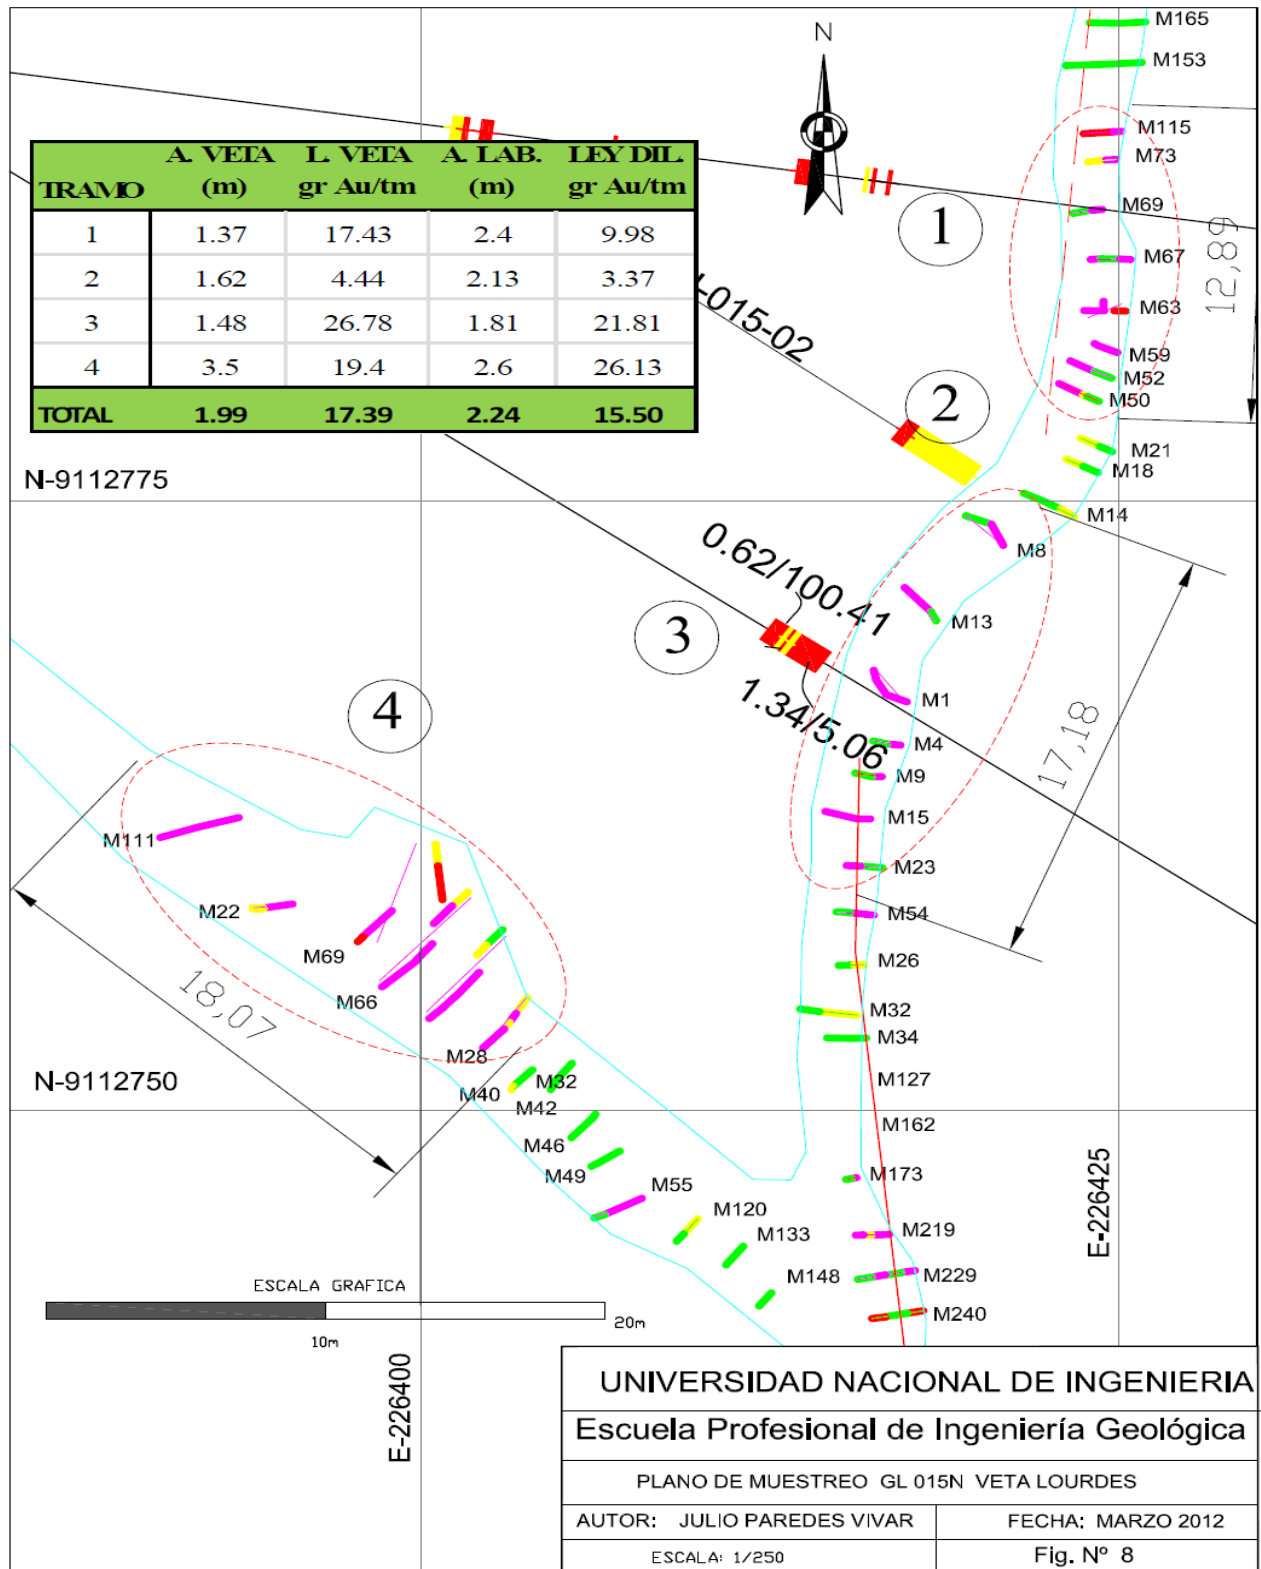 M165
N
M153
M115
M73
A. VETA L. VETA A. LAB. LEY DIL.
TRAMO (m) gr Au/tm (m) gr Au/tm
1 1.37 17.43 2.4 9.98
2 1.62 4.44 2.13 3.37
3 1.48 26.78 1.81 21.81
4 3.5 19.4 2.6 26.13
TOTAL 1.99 17.39 2.24 15.50
M69
1
12,89
M67
-015-02
M63
M59
M52
2
M50
M21
M18
N-9112775
M14
M8
0.62/100.41
M13
3
1.34/5.06
M1
4
M4
17,18
M9
M15
M111
M23
M22
M54
M69
M26
M66
18,07
M32
M34
M28
N-9112750
M32
M127
M40
M42
M162
M46
M49
M173
E-226425
M55
M120
M133
M219
M148
M229
ESCALA GRAFICA
M240
20m
10m
E-226400
UNIVERSIDAD NACIONAL DE INGENIERIA
Escuela Profesional de Ingeniería Geológica
PLANO DE MUESTREO GL 015N VETA LOURDES
AUTOR: JULIO PAREDES VIVAR
FECHA: MARZO 2012
ESCALA: 1/250
Fig. Nº 8